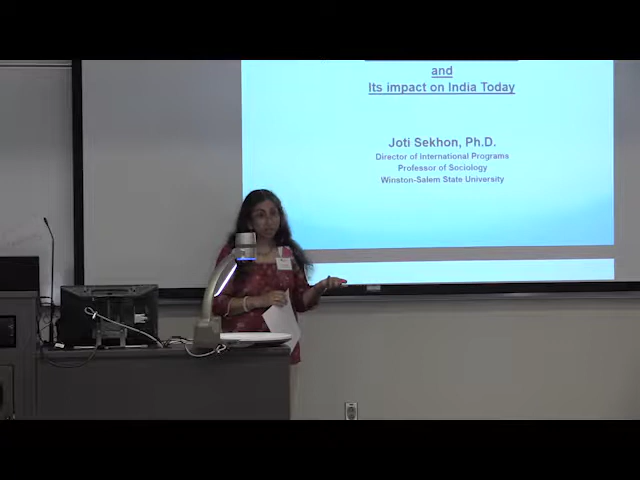 and
Its impact on India Today
Joti Sekhon, Ph.D.
Director of International Programs
Professor of Sociology
Winston-Salem State University